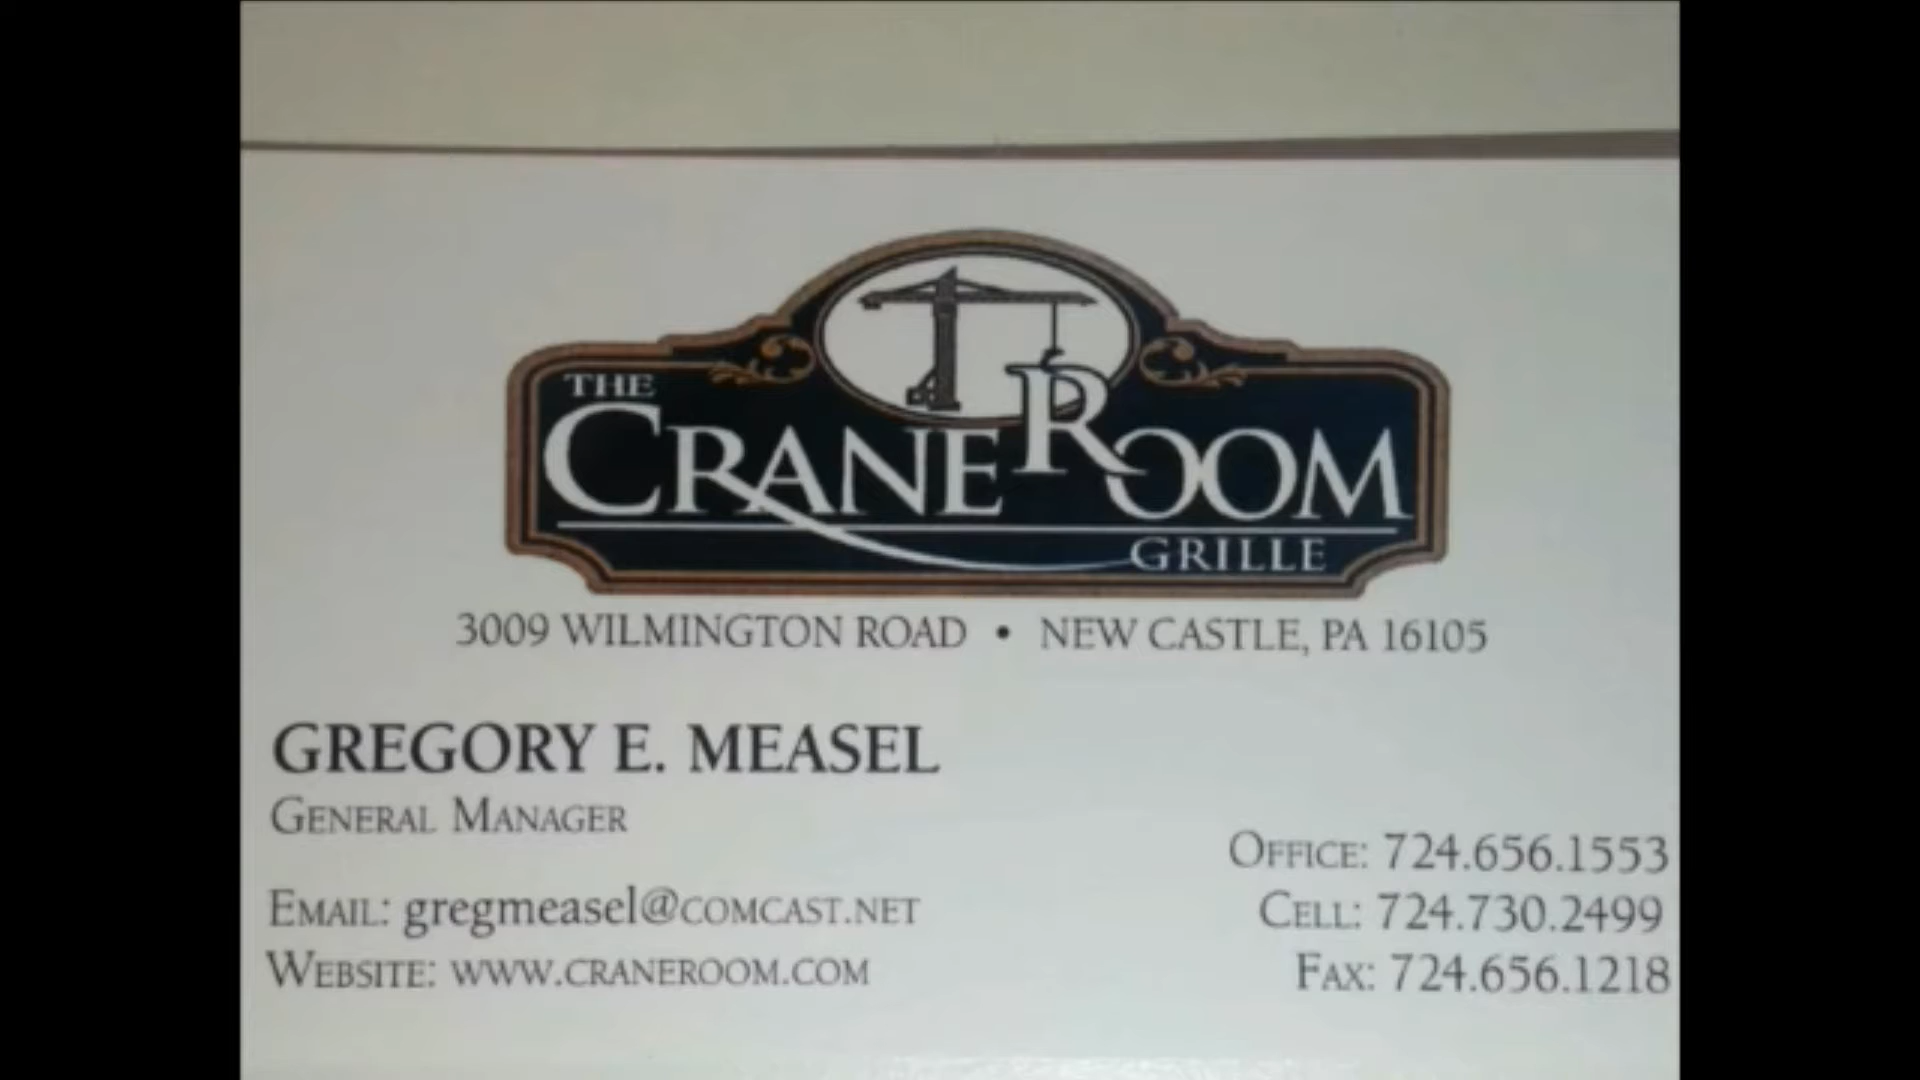 THE
CRANE ROOM
GRILLE
3009 WILMINGTON ROAD • NEW CASTLE, PA 16105
GREGORY E. MEASEL
GENERAL MANAGER
OFFICE: 724.656.1553
EMAIL: gregmeasel@COMCAST.NET
CELL: 724.730.2499
WEBSITE: WWW.CRANEROOM.COM
FAX: 724.656.1218